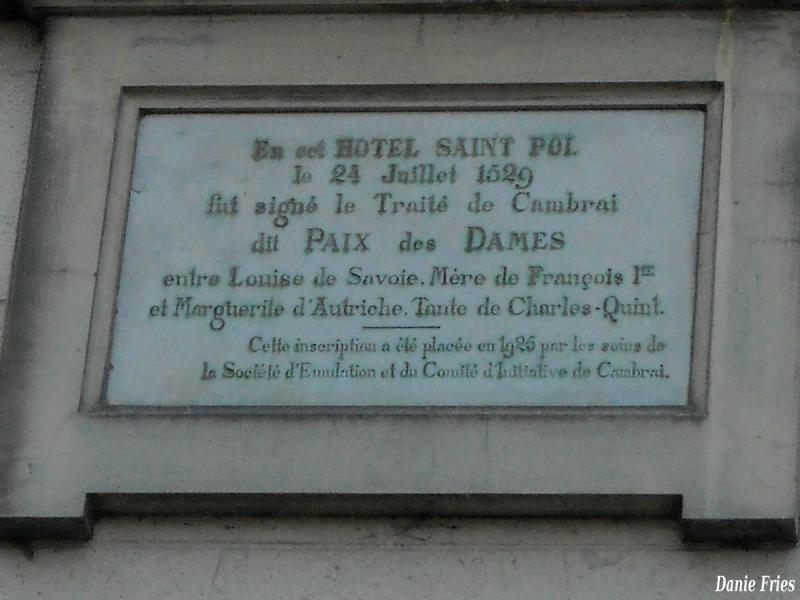 En cet HOTEL SAINT POL
le 24 Juillet 1529
fut signé le Traité de Cambrai
dit PAIX des DAMES
entre Louise de Savoie. Mère de François Ier
et Marguerite d'Autriche. Tante de Charles-Quint.
Cette inscription a été placée en 1925 par les soins de
la Société d'Emulation et du Comité d'Initiative de Cambrai.
Danie Fries